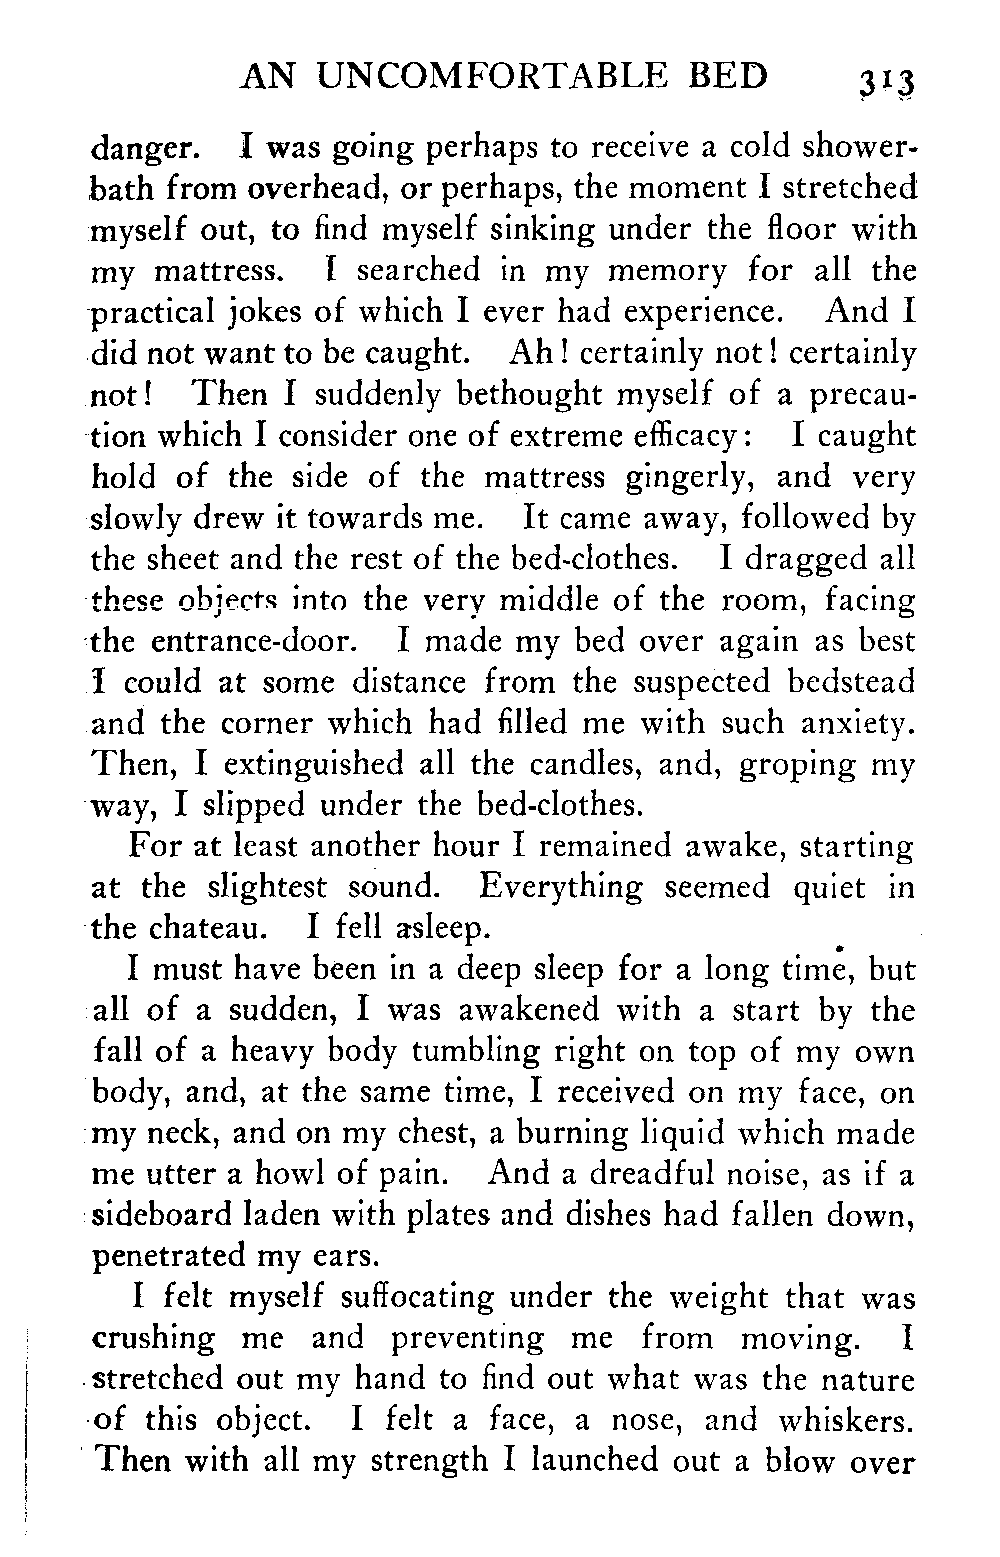 AN UNCOMFORTABLE BED 313
danger. I was going perhaps to receive a cold shower-
bath from overhead, or perhaps, the moment I stretched
myself out, to find myself sinking under the floor with
my mattress. I searched in my memory for all the
practical jokes of which I ever had experience. And I
did not want to be caught. Ah! certainly not! certainly
not! Then I suddenly bethought myself of a precau-
tion which I consider one of extreme efficacy: I caught
hold of the side of the mattress gingerly, and very
slowly drew it towards me. It came away, followed by
the sheet and the rest of the bed-clothes. I dragged all
these objects into the very middle of the room, facing
the entrance-door. I made my bed over again as best
I could at some distance from the suspected bedstead
and the corner which had filled me with such anxiety.
Then, I extinguished all the candles, and, groping my
way, I slipped under the bed-clothes.
For at least another hour I remained awake, starting
at the slightest sound. Everything seemed quiet in
the chateau. I fell asleep.
I must have been in a deep sleep for a long time, but
all of a sudden, I was awakened with a start by the
fall of a heavy body tumbling right on top of my own
body, and, at the same time, I received on my face, on
my neck, and on my chest, a burning liquid which made
me utter a howl of pain. And a dreadful noise, as if a
sideboard laden with plates and dishes had fallen down,
penetrated my ears.
I felt myself suffocating under the weight that was
crushing me and preventing me from moving. I
stretched out my hand to find out what was the nature
of this object. I felt a face, a nose, and whiskers.
Then with all my strength I launched out a blow over